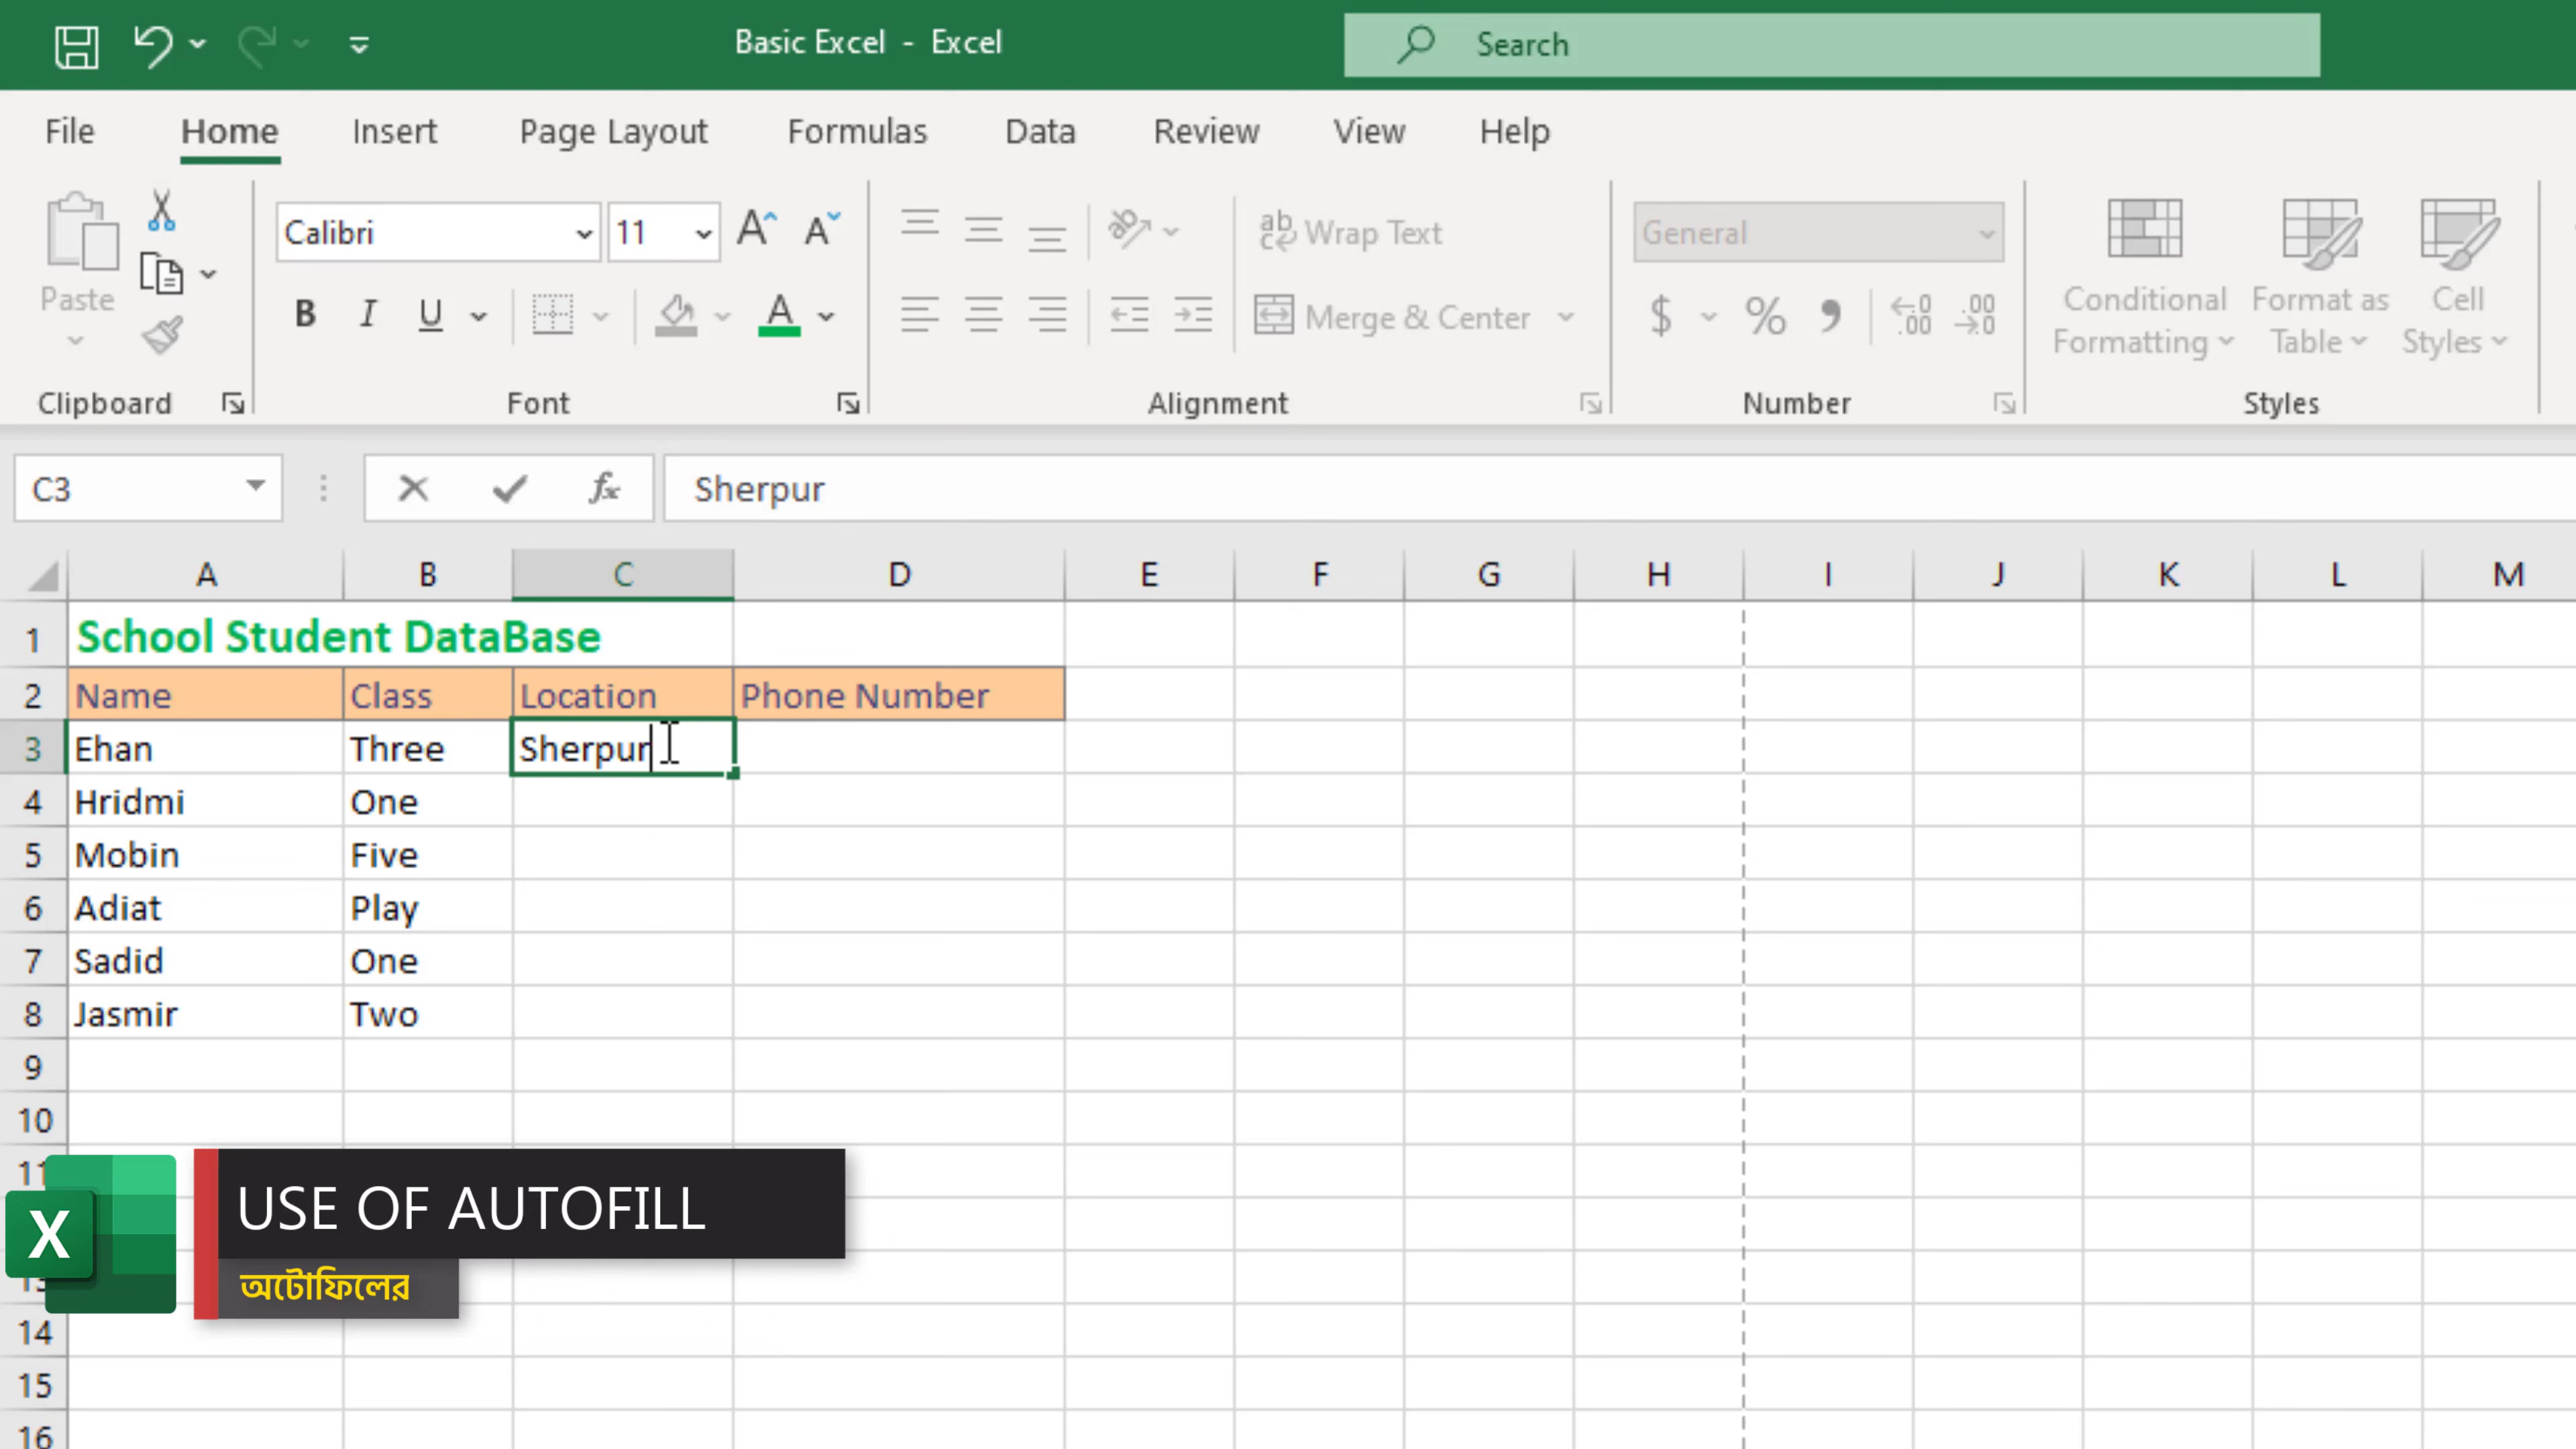 Basic Excel - Excel
Search
File Home Insert Page Layout Formulas Data Review View Help
Paste
Calibri 11
Wrap Text
Merge & Center
General
Conditional Formatting
Format as Table
Cell Styles
Clipboard Font Alignment Number Styles
C3 fx Sherpur
A B C D E F G H I J K L M
1 School Student DataBase
2 Name Class Location Phone Number
3 Ehan Three Sherpur
4 Hridmi One
5 Mobin Five
6 Adiat Play
7 Sadid One
8 Jasmir Two
9
10
11
X
USE OF AUTOFILL
অটোফিলের
13
14
15
16